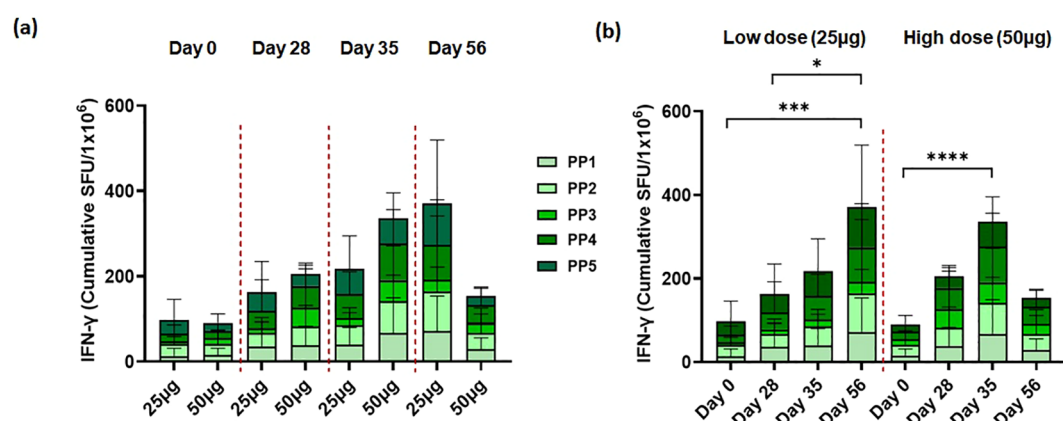 (a)
Day 0 Day 28 Day 35 Day 56
IFN-γ (Cumulative SFU/1x10⁶)
600
400
200
0
25µg 50µg 25µg 50µg 25µg 50µg 25µg 50µg
PP1
PP2
PP3
PP4
PP5
(b)
Low dose (25µg) High dose (50µg)
*
***
****
IFN-γ (Cumulative SFU/1x10⁶)
600
400
200
0
Day 0 Day 28 Day 35 Day 56 Day 0 Day 28 Day 35 Day 56